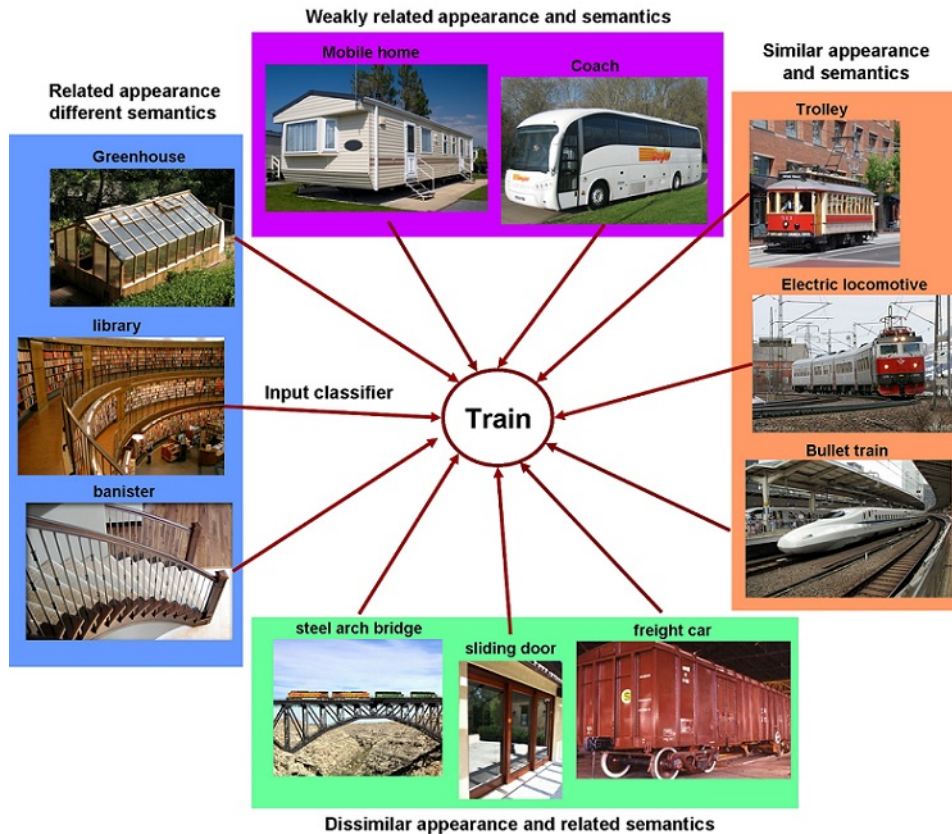 Weakly related appearance and semantics
Mobile home
Coach
Similar appearance
and semantics
Trolley
Related appearance
different semantics
Greenhouse
Electric locomotive
library
Input classifier
Train
Bullet train
banister
steel arch bridge
sliding door
freight car
Dissimilar appearance and related semantics